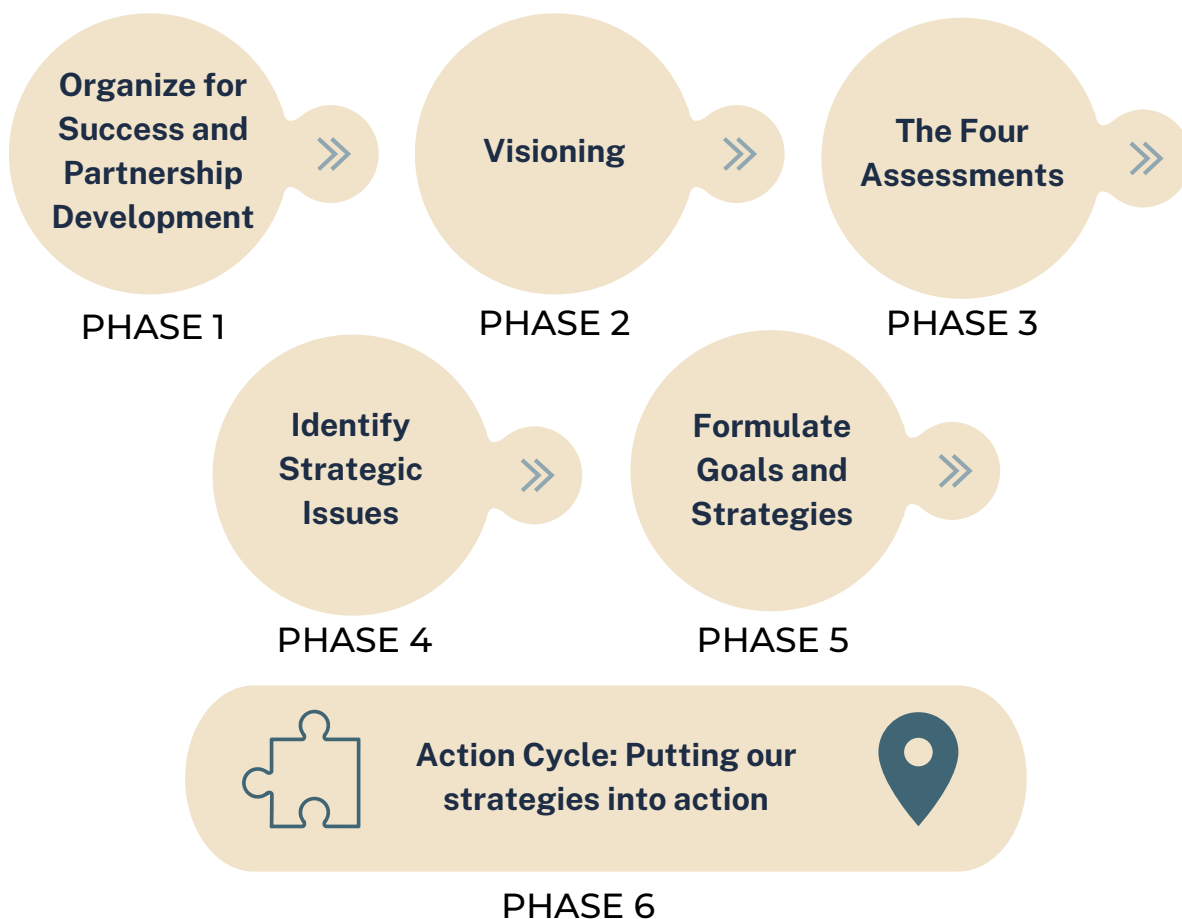 Organize for
Success and
Partnership
Development
PHASE 1
Visioning
PHASE 2
The Four
Assessments
PHASE 3
Identify
Strategic
Issues
PHASE 4
Formulate
Goals and
Strategies
PHASE 5
Action Cycle: Putting our
strategies into action
PHASE 6